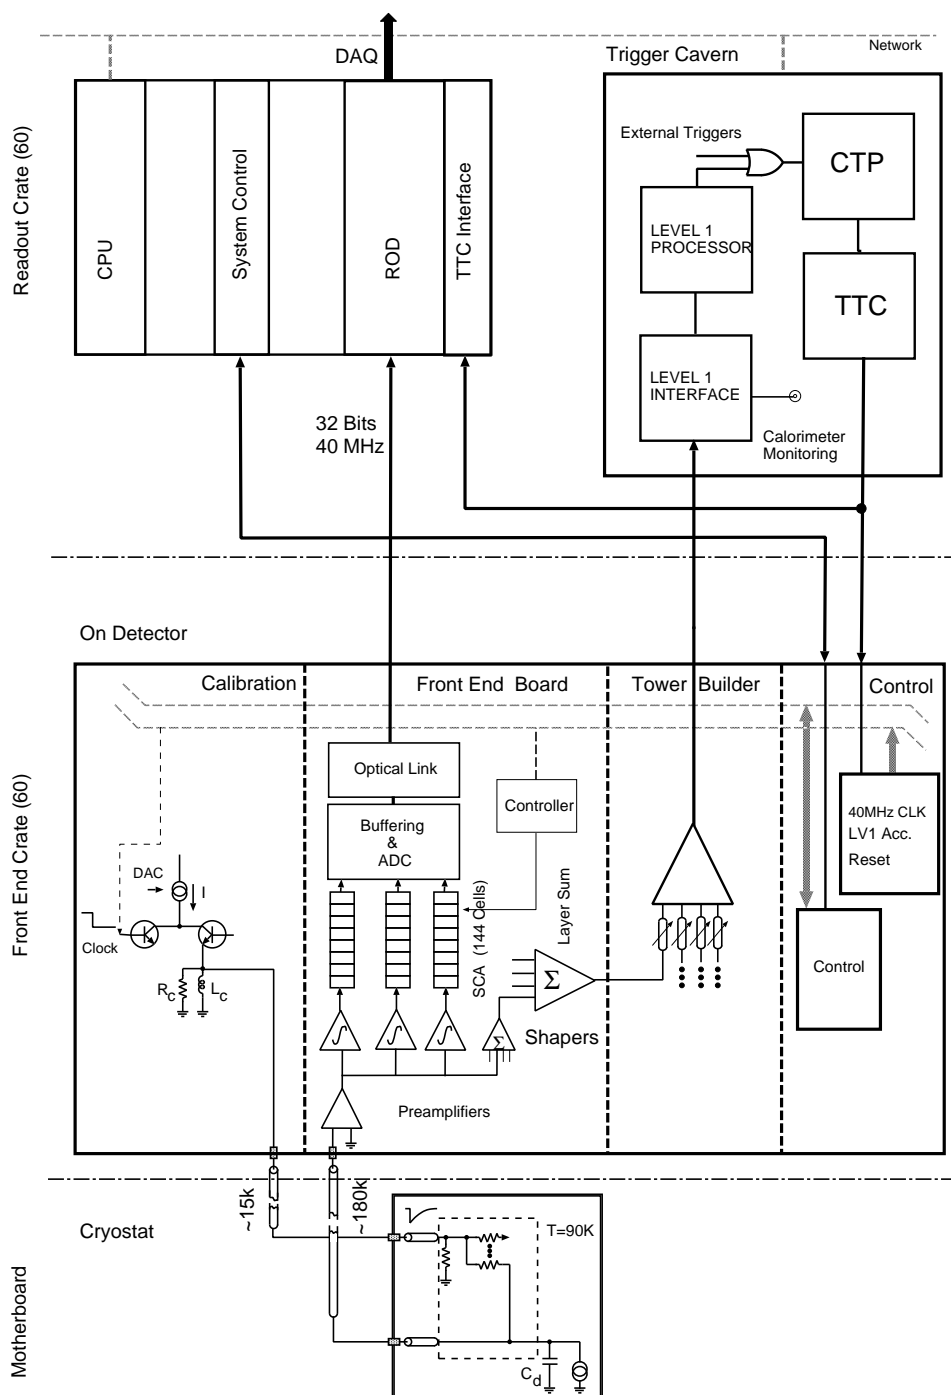 Network
DAQ
Trigger Cavern
Readout Crate (60)
CPU
System Control
ROD
TTC Interface
External Triggers
CTP
LEVEL 1
PROCESSOR
TTC
LEVEL 1
INTERFACE
Calorimeter
Monitoring
32 Bits
40 MHz
On Detector
Front End Crate (60)
Calibration
Front End Board
Tower Builder
Control
Optical Link
Controller
Buffering
&
ADC
40MHz CLK
LV1 Acc.
Reset
DAC
I
Clock
SCA (144 Cells)
Layer Sum
Σ
Control
Rc
Lc
Σ
Shapers
Preamplifiers
~15k
~180k
Cryostat
T=90K
Motherboard
Cd